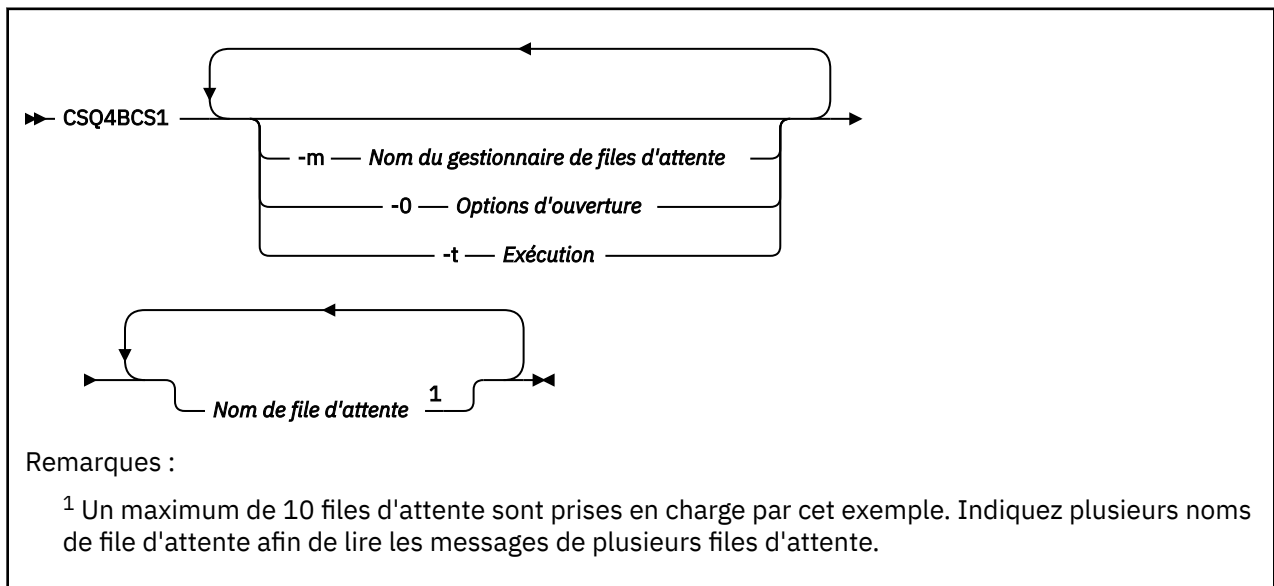 CSQ4BCS1
-m Nom du gestionnaire de files d'attente
-0 Options d'ouverture
-t Exécution
Nom de file d'attente 1
Remarques :
1 Un maximum de 10 files d'attente sont prises en charge par cet exemple. Indiquez plusieurs noms
de file d'attente afin de lire les messages de plusieurs files d'attente.